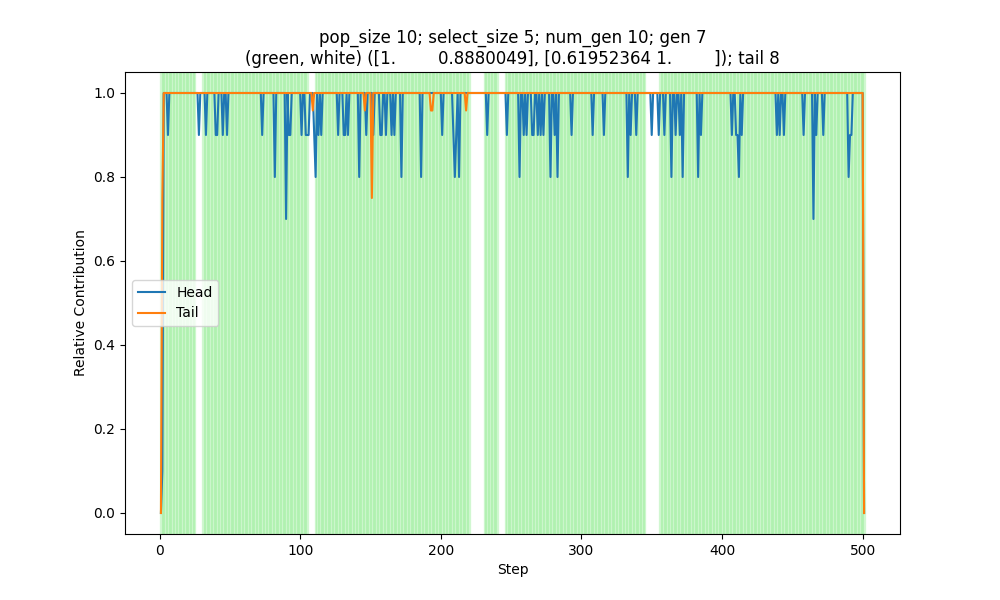 pop_size 10; select_size 5; num_gen 10; gen 7
(green, white) ([1.         0.8880049], [0.61952364 1.         ]); tail 8
Relative Contribution
1.0
0.8
0.6
0.4
0.2
0.0
Head
Tail
0
100
200
300
400
500
Step